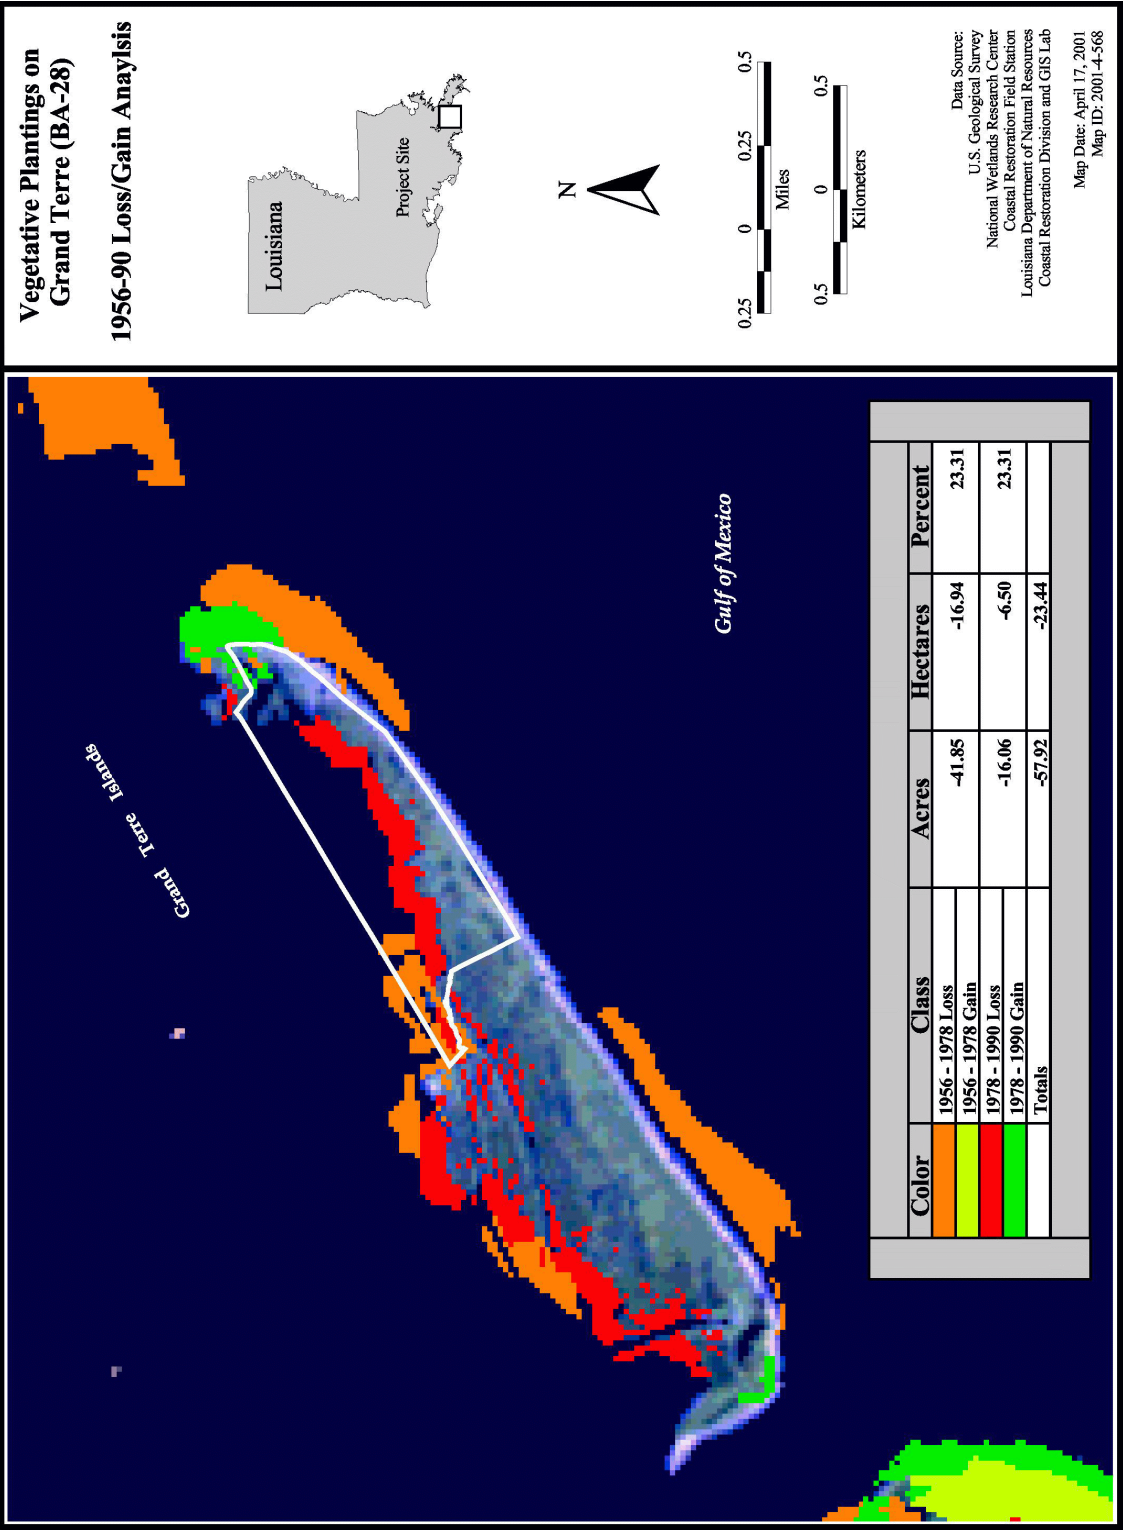 Vegetative Plantings on
Grand Terre (BA-28)
1956-90 Loss/Gain Anaylsis
Louisiana
Project Site
N
0.25 0 0.25 0.5
Miles
0.5 0 0.5
Kilometers
Data Source:
U.S. Geological Survey
National Wetlands Research Center
Coastal Restoration Field Station
Louisiana Department of Natural Resources
Coastal Restoration Division and GIS Lab
Map Date: April 17, 2001
Map ID: 2001-4-568
Grand Terre Islands
Gulf of Mexico
Color Class Acres Hectares Percent
1956 - 1978 Loss -41.85 -16.94 23.31
1956 - 1978 Gain
1978 - 1990 Loss -16.06 -6.50 23.31
1978 - 1990 Gain
Totals -57.92 -23.44